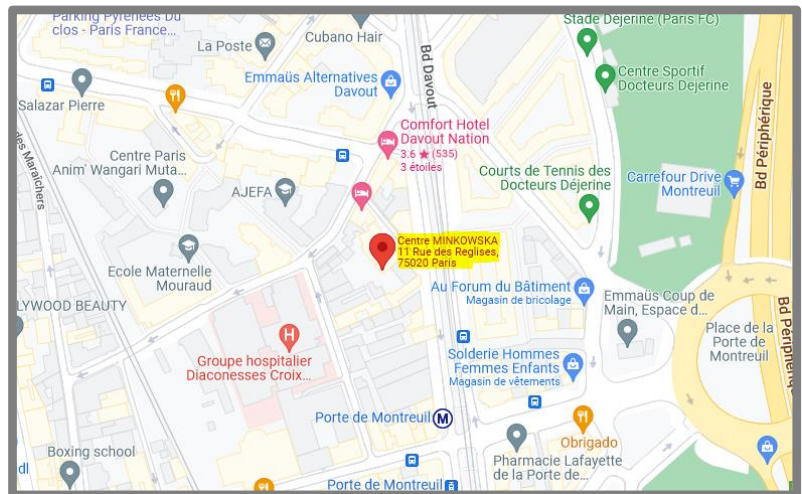 Parking Pyrénées Du
clos - Paris France...
Stade Déjerine (Paris FC)
La Poste
Cubano Hair
Bd Davout
Emmaüs Alternatives
Davout
Centre Sportif
Docteurs Dejerine
Salazar Pierre
des Maraîchers
Comfort Hotel
Davout Nation
3.6 ★ (535)
3 étoiles
Bd Périphérique
Centre Paris
Anim' Wangari Muta...
Courts de Tennis des
Docteurs Déjerine
Carrefour Drive
Montreuil
AJEFA
Centre MINKOWSKA
11 Rue des Reglises,
75020 Paris
Ecole Maternelle
Mouraud
Au Forum du Bâtiment
Magasin de bricolage
Emmaüs Coup de
Main, Espace d...
LYWOOD BEAUTY
Bd Périphérique
Place de la
Porte de
Montreuil
Groupe hospitalier
Diaconesses Croix...
Solderie Hommes
Femmes Enfants
Magasin de vêtements
Porte de Montreuil
M
Obrigado
Boxing school
Pharmacie Lafayette
de la Porte de...
dl
Porte de Montreuil